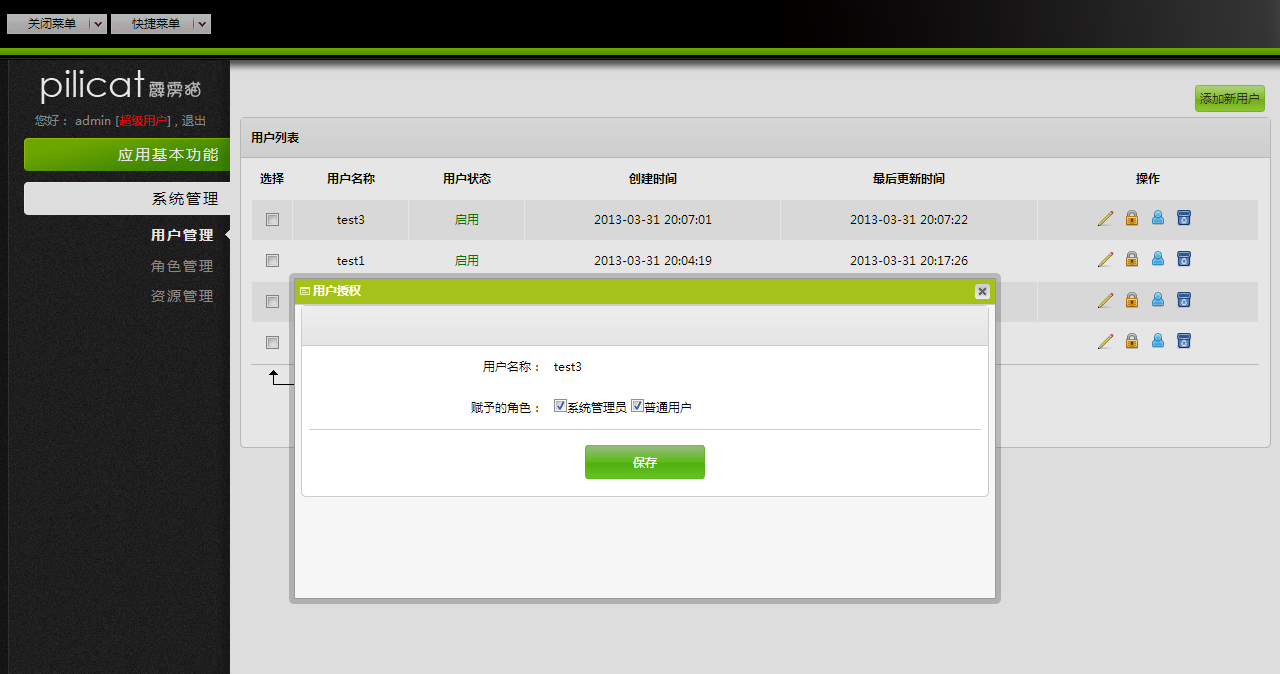 关闭菜单 快捷菜单
pilicat 霹雳猫
您好： admin [超级用户] , 退出
添加新用户
应用基本功能
系统管理
用户管理
角色管理
资源管理
用户列表
选择 用户名称 用户状态 创建时间 最后更新时间 操作
test3 启用 2013-03-31 20:07:01 2013-03-31 20:07:22
test1 启用 2013-03-31 20:04:19 2013-03-31 20:17:26
用户授权
用户名称： test3
赋予的角色： 系统管理员 普通用户
保存